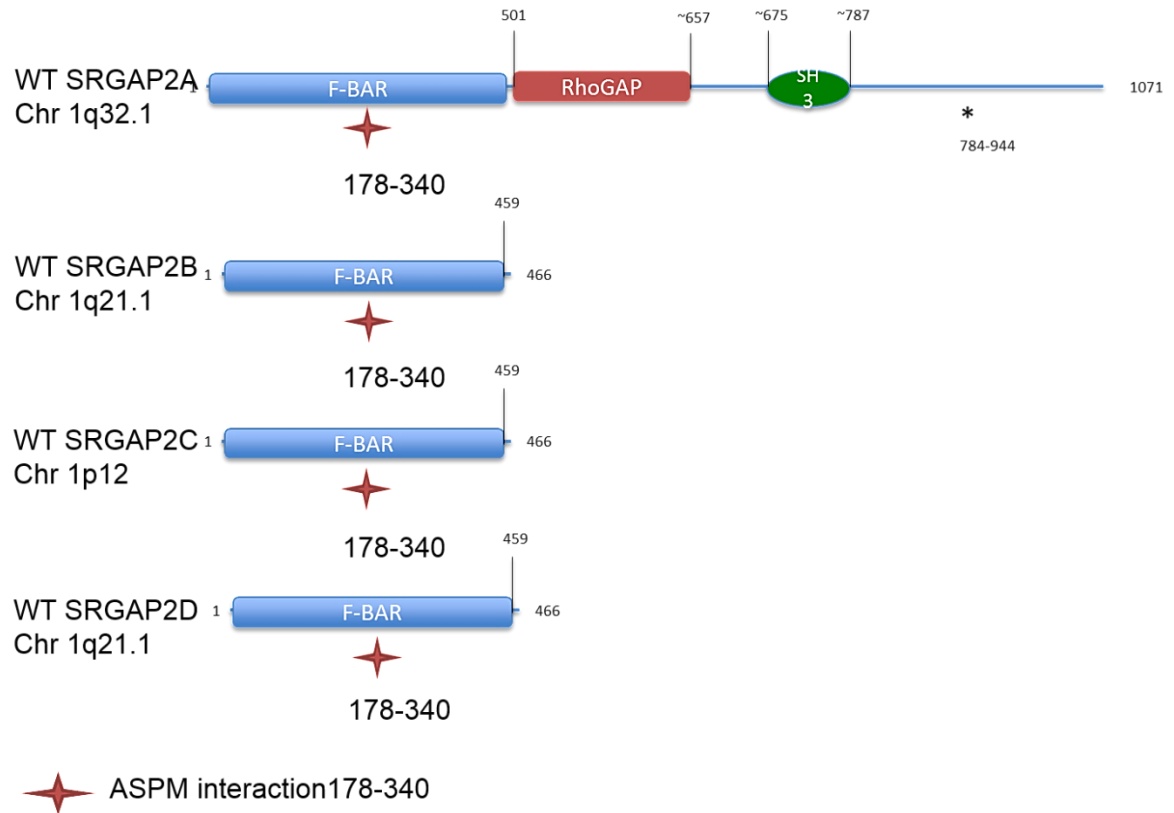 501 ~657 ~675 ~787
WT SRGAP2A 1 F-BAR RhoGAP SH 1071
Chr 1q32.1 3
*
784-944
178-340
459
WT SRGAP2B 1 F-BAR 466
Chr 1q21.1
178-340
459
WT SRGAP2C 1 F-BAR 466
Chr 1p12
178-340
459
WT SRGAP2D 1 F-BAR 466
Chr 1q21.1
178-340
ASPM interaction178-340